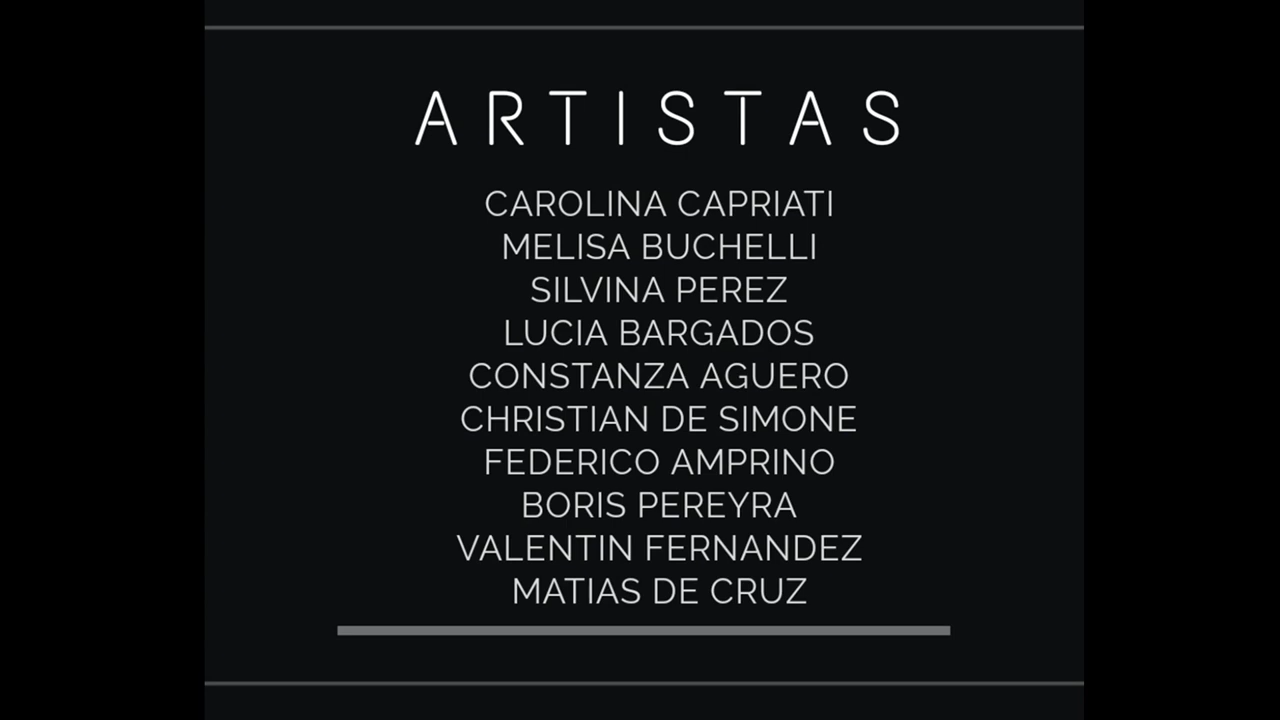 ARTISTAS
CAROLINA CAPRIATI
MELISA BUCHELLI
SILVINA PEREZ
LUCIA BARGADOS
CONSTANZA AGUERO
CHRISTIAN DE SIMONE
FEDERICO AMPRINO
BORIS PEREYRA
VALENTIN FERNANDEZ
MATIAS DE CRUZ